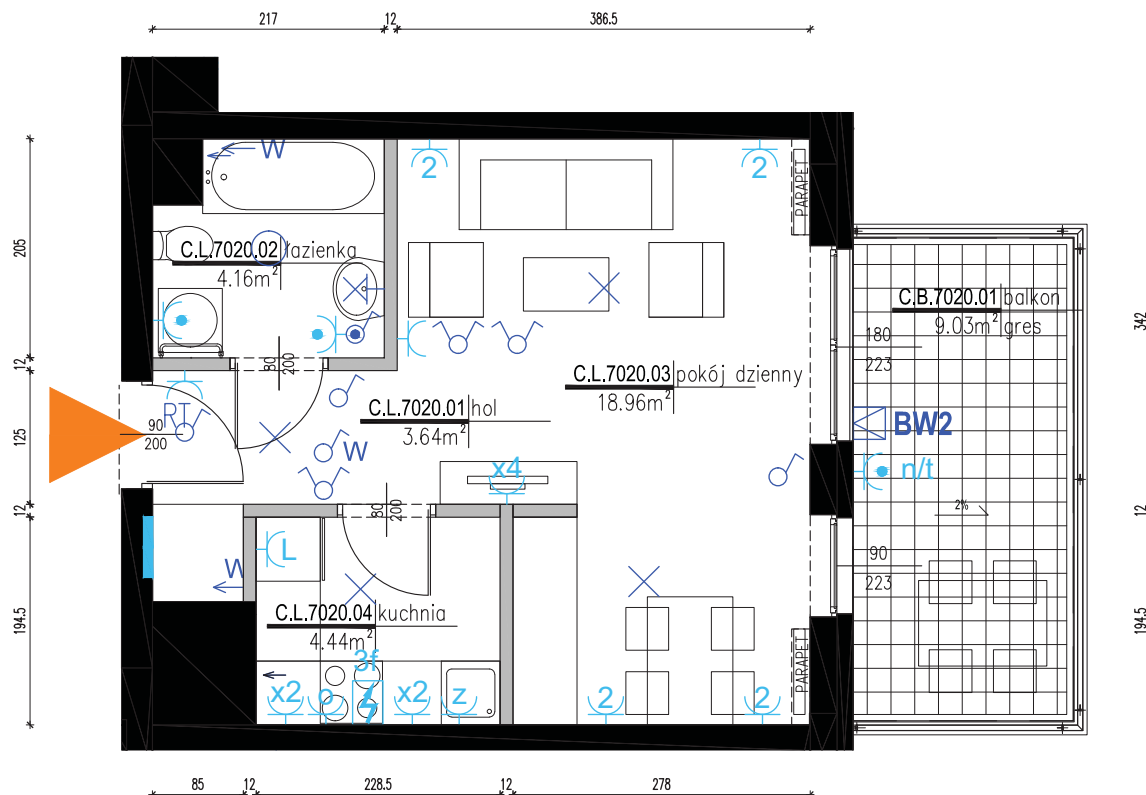 217
12
386.5
205
12
125
12
194.5
342
12
194.5
85
12
228.5
12
278
W
2
2
PARAPET
C.L.7020.02 łazienka
4.16m²
C.B.7020.01 balkon
9.03m² gres
180
223
80
200
C.L.7020.03 pokój dzienny
18.96m²
C.L.7020.01 hol
3.64m²
RT
90
200
W
BW2
n/t
x4
80
200
2%
L
W
90
223
C.L.7020.04 kuchnia
4.44m²
3f
x2
o
x2
z
2
2
PARAPET